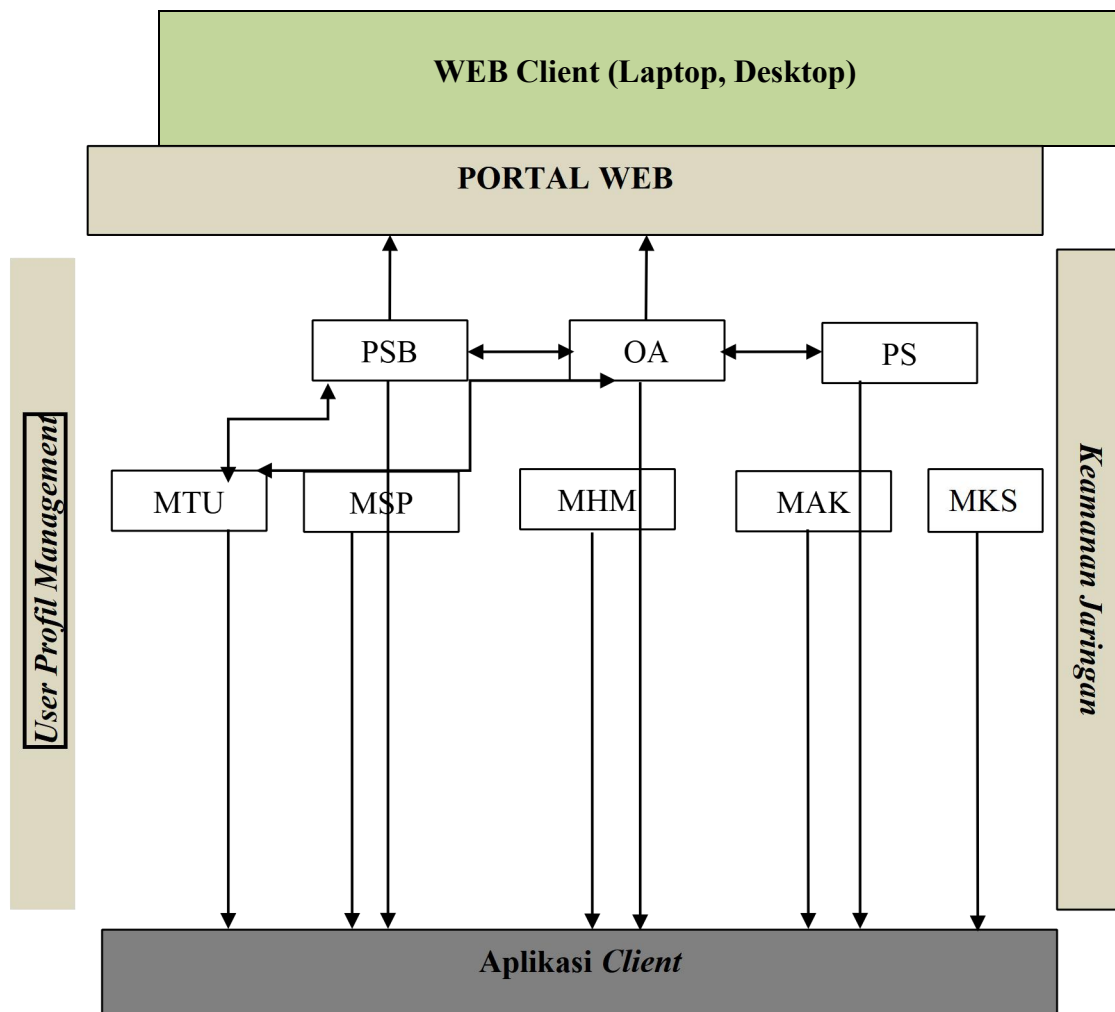 WEB Client (Laptop, Desktop)
PORTAL WEB
PSB
OA
PS
MTU
MSP
MHM
MAK
MKS
User Profil Management
Keamanan Jaringan
Aplikasi Client